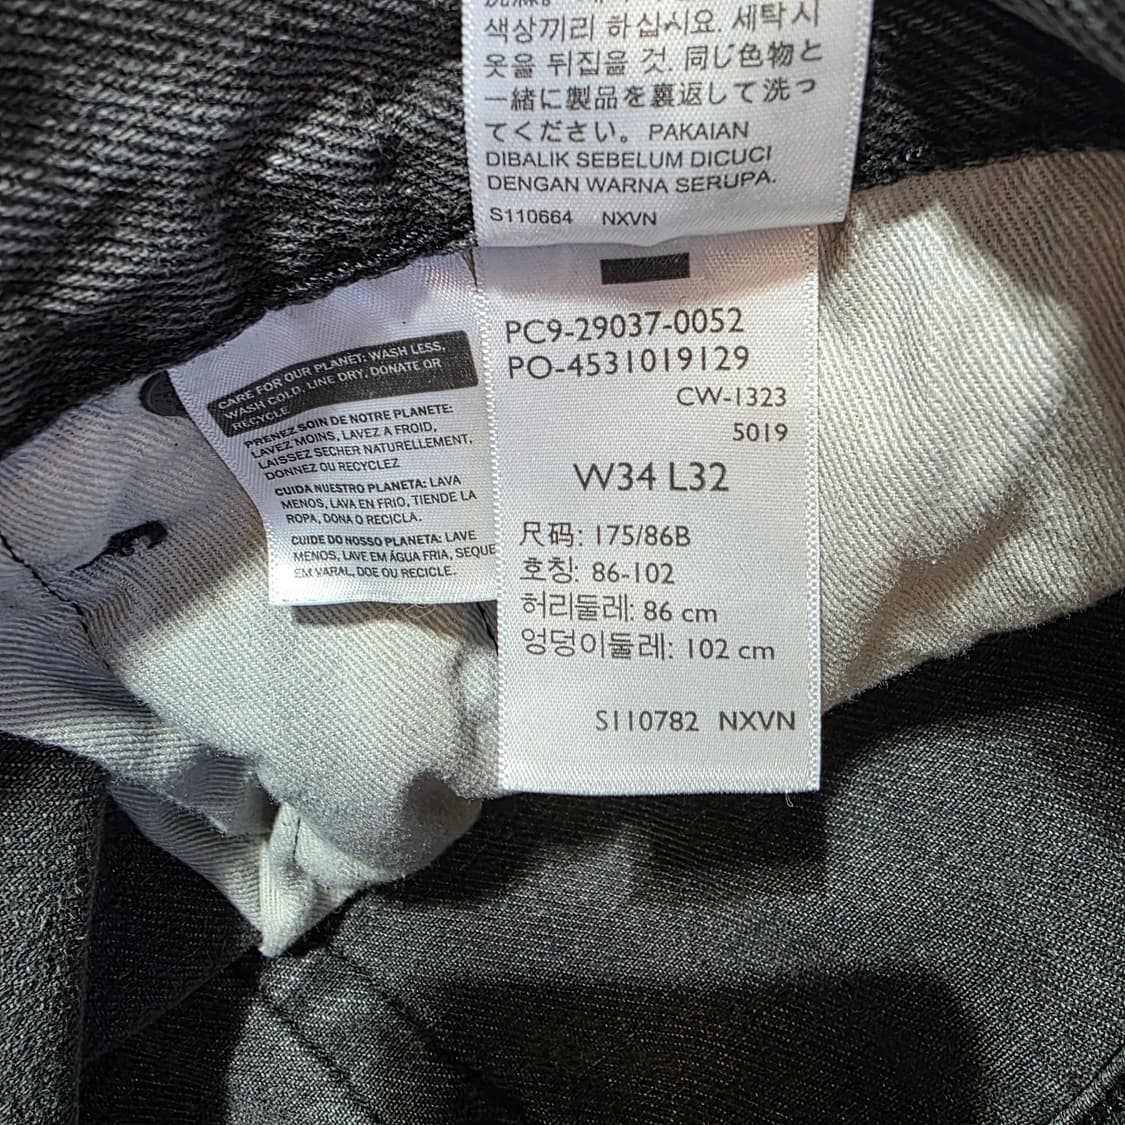 색상끼리 하십시요. 세탁시
옷을 뒤집을 것. 同じ色物と
一緒に製品を裏返して洗っ
てください。 PAKAIAN
DIBALIK SEBELUM DICUCI
DENGAN WARNA SERUPA.
S110664 NXVN
CARE FOR OUR PLANET: WASH LESS,
WASH COLD, LINE DRY, DONATE OR
RECYCLE
PRENEZ SOIN DE NOTRE PLANETE:
LAVEZ MOINS, LAVEZ A FROID,
LAISSEZ SECHER NATURELLEMENT,
DONNEZ OU RECYCLEZ
CUIDA NUESTRO PLANETA: LAVA
MENOS, LAVA EN FRIO, TIENDE LA
ROPA, DONA O RECICLA.
CUIDE DO NOSSO PLANETA: LAVE
MENOS, LAVE EM ÁGUA FRIA, SEQUE
EM VARAL, DOE OU RECICLE.
PC9-29037-0052
PO-4531019129
CW-1323
5019
W34 L32
尺码: 175/86B
호칭: 86-102
허리둘레: 86 cm
엉덩이둘레: 102 cm
S110782 NXVN